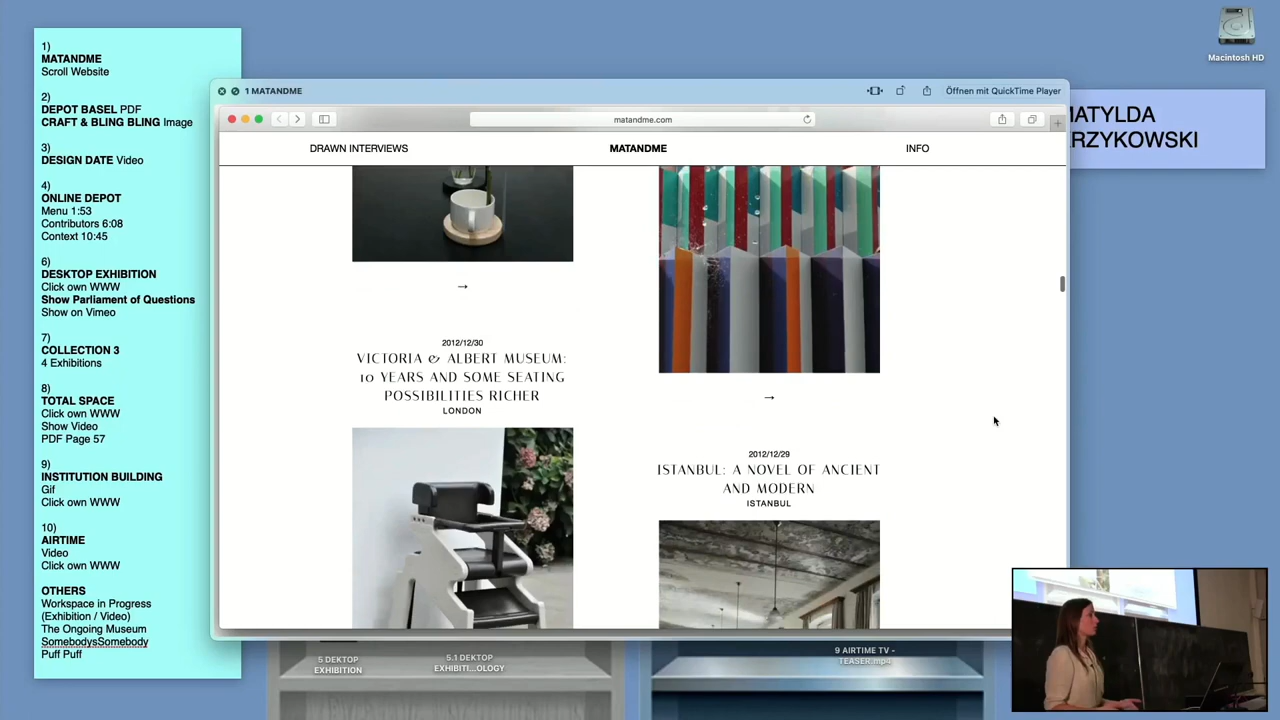 1)
MATANDME
Scroll Website
2)
DEPOT BASEL PDF
CRAFT & BLING BLING Image
3)
DESIGN DATE Video
4)
ONLINE DEPOT
Menu 1:53
Contributors 6:08
Context 10:45
6)
DESKTOP EXHIBITION
Click own WWW
Show Parliament of Questions
Show on Vimeo
7)
COLLECTION 3
4 Exhibitions
8)
TOTAL SPACE
Click own WWW
Show Video
PDF Page 57
9)
INSTITUTION BUILDING
Gif
Click own WWW
10)
AIRTIME
Video
Click own WWW
OTHERS
Workspace in Progress
(Exhibition / Video)
The Ongoing Museum
SomebodysSomebody
Puff Puff
1 MATANDME
Öffnen mit QuickTime Player
matandme.com
DRAWN INTERVIEWS
MATANDME
INFO
→
2012/12/30
VICTORIA & ALBERT MUSEUM:
10 YEARS AND SOME SEATING
POSSIBILITIES RICHER
LONDON
→
2012/12/29
ISTANBUL: A NOVEL OF ANCIENT
AND MODERN
ISTANBUL
Macintosh HD
MATYLDA
RZYKOWSKI
5 DEKTOP
EXHIBITION
5.1 DEKTOP
EXHIBITI...OLOGY
9 AIRTIME TV -
TEASER.mp4